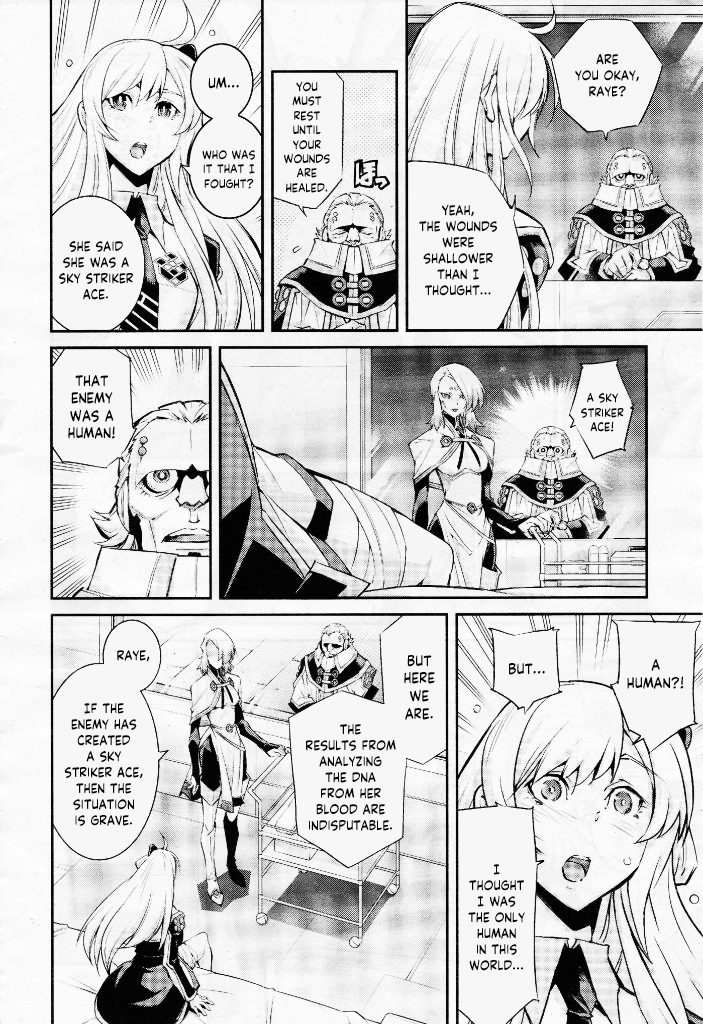 ARE
YOU OKAY,
RAYE?
YEAH,
THE WOUNDS
WERE
SHALLOWER
THAN I
THOUGHT...
YOU
MUST
REST
UNTIL
YOUR
WOUNDS
ARE
HEALED.
ほっ
UM...
WHO WAS
IT THAT I
FOUGHT?
SHE SAID
SHE WAS A
SKY STRIKER
ACE.
A SKY
STRIKER
ACE!
THAT
ENEMY
WAS A
HUMAN!
A
HUMAN?!
BUT...
I
THOUGHT
I WAS
THE ONLY
HUMAN
IN THIS
WORLD...
BUT
HERE
WE ARE.
THE
RESULTS FROM
ANALYZING
THE DNA
FROM HER
BLOOD ARE
INDISPUTABLE.
RAYE,
IF THE
ENEMY HAS
CREATED
A SKY
STRIKER ACE,
THEN THE
SITUATION
IS GRAVE.